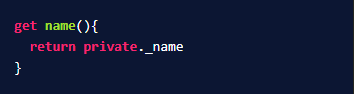 get name(){
  return private._name
}